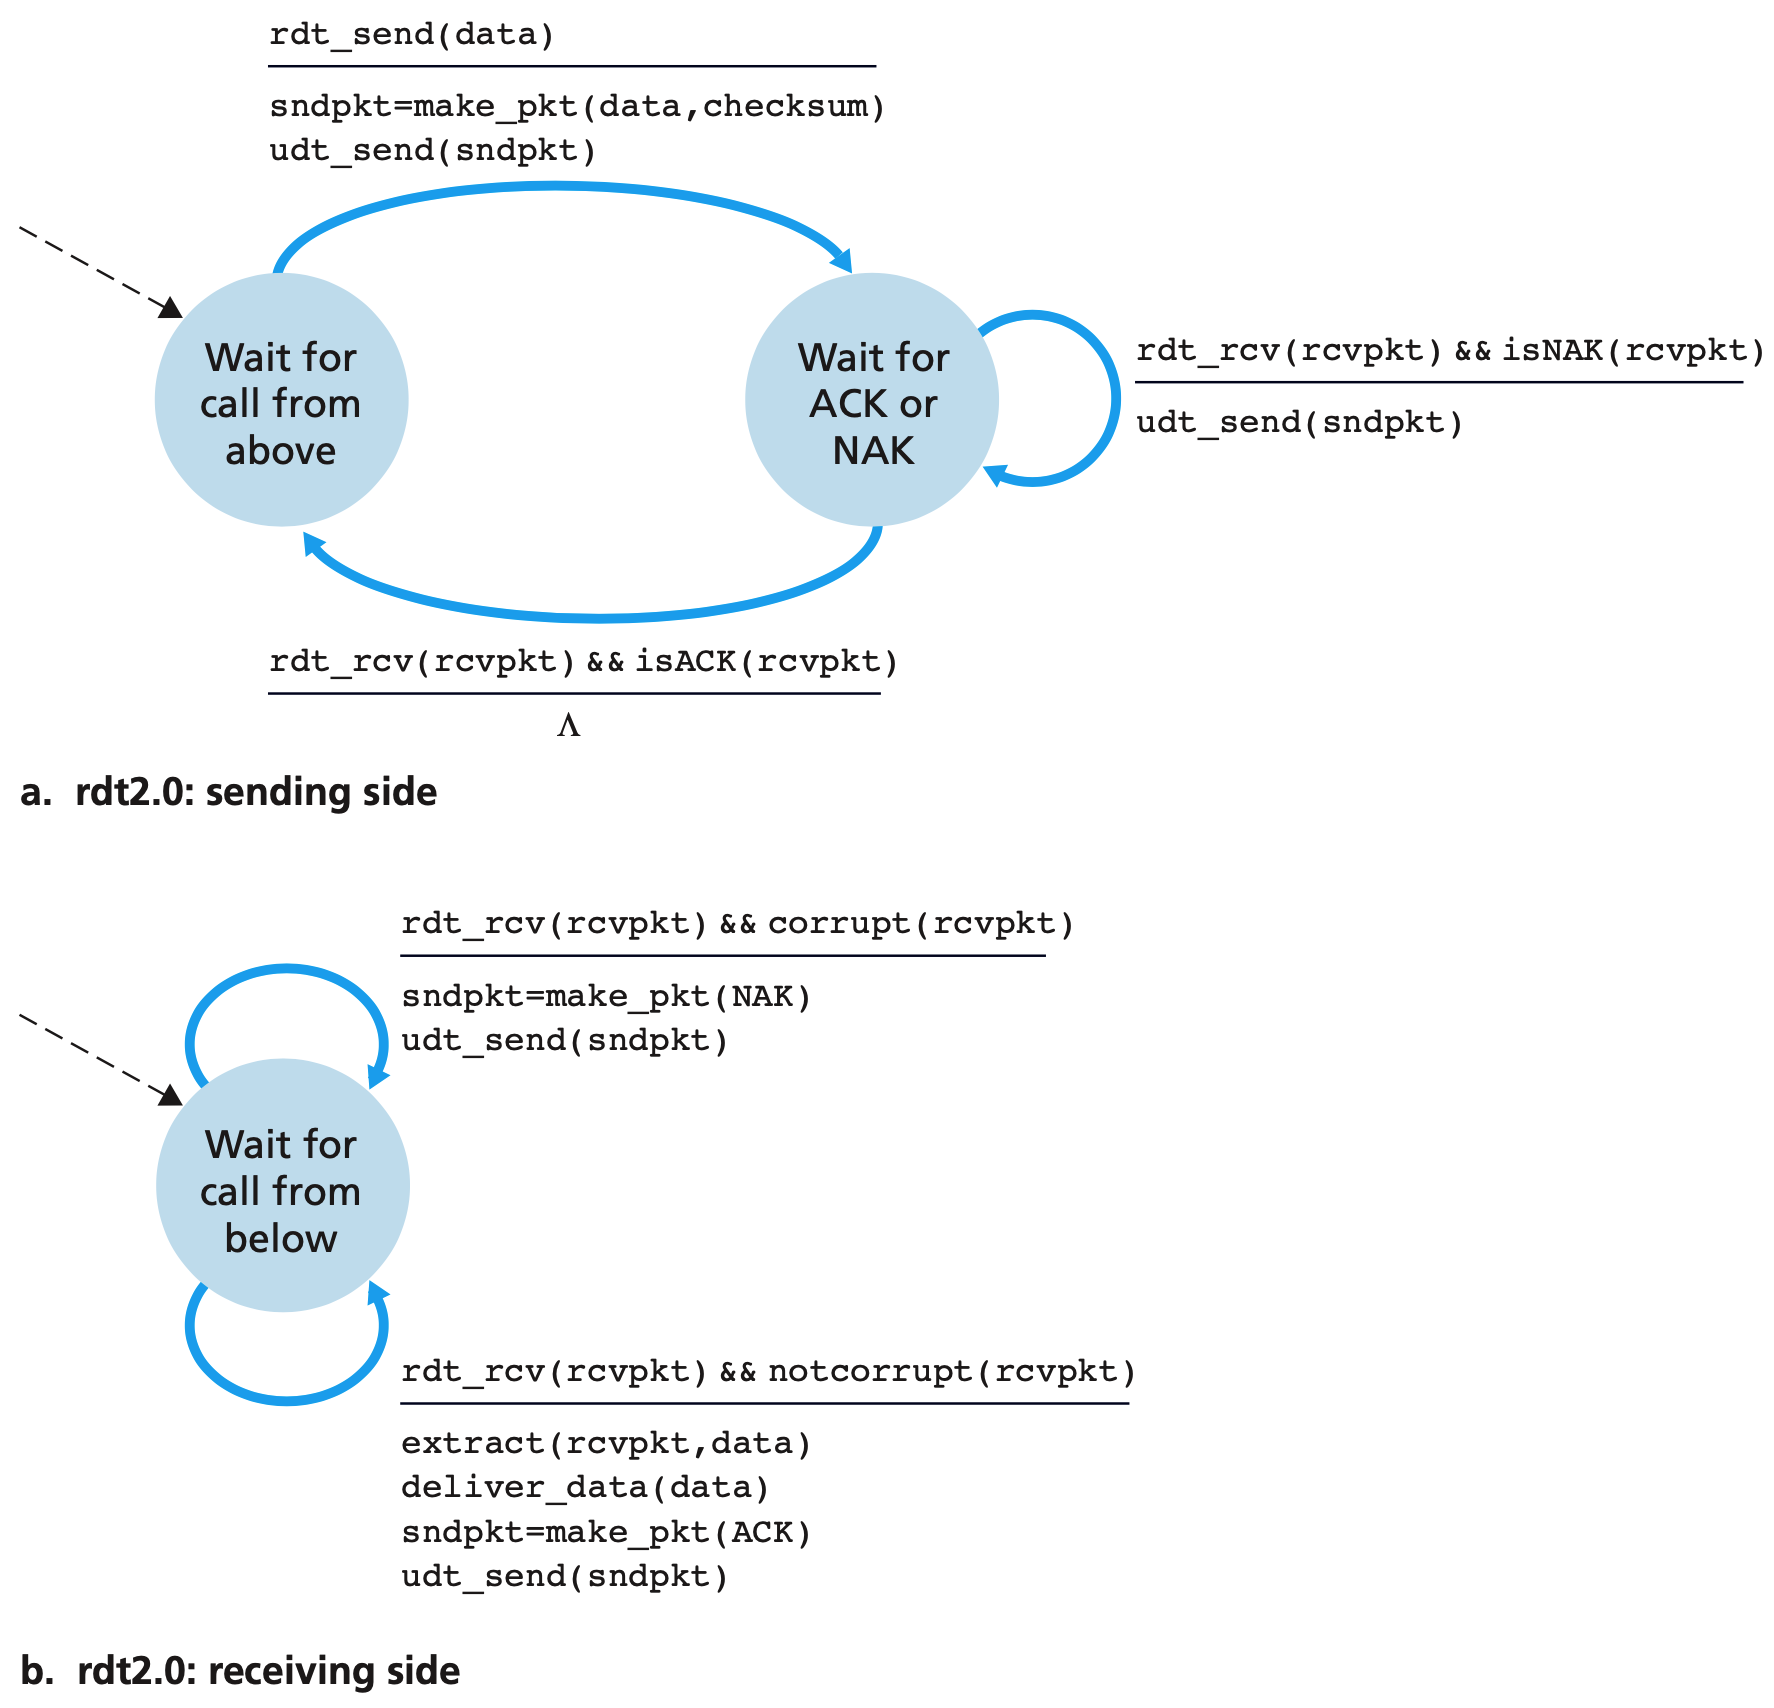 rdt_send(data)
sndpkt=make_pkt(data,checksum)
udt_send(sndpkt)
Wait for
call from
above
Wait for
ACK or
NAK
rdt_rcv(rcvpkt) && isNAK(rcvpkt)
udt_send(sndpkt)
rdt_rcv(rcvpkt) && isACK(rcvpkt)
Λ
a. rdt2.0: sending side
rdt_rcv(rcvpkt) && corrupt(rcvpkt)
sndpkt=make_pkt(NAK)
udt_send(sndpkt)
Wait for
call from
below
rdt_rcv(rcvpkt) && notcorrupt(rcvpkt)
extract(rcvpkt,data)
deliver_data(data)
sndpkt=make_pkt(ACK)
udt_send(sndpkt)
b. rdt2.0: receiving side